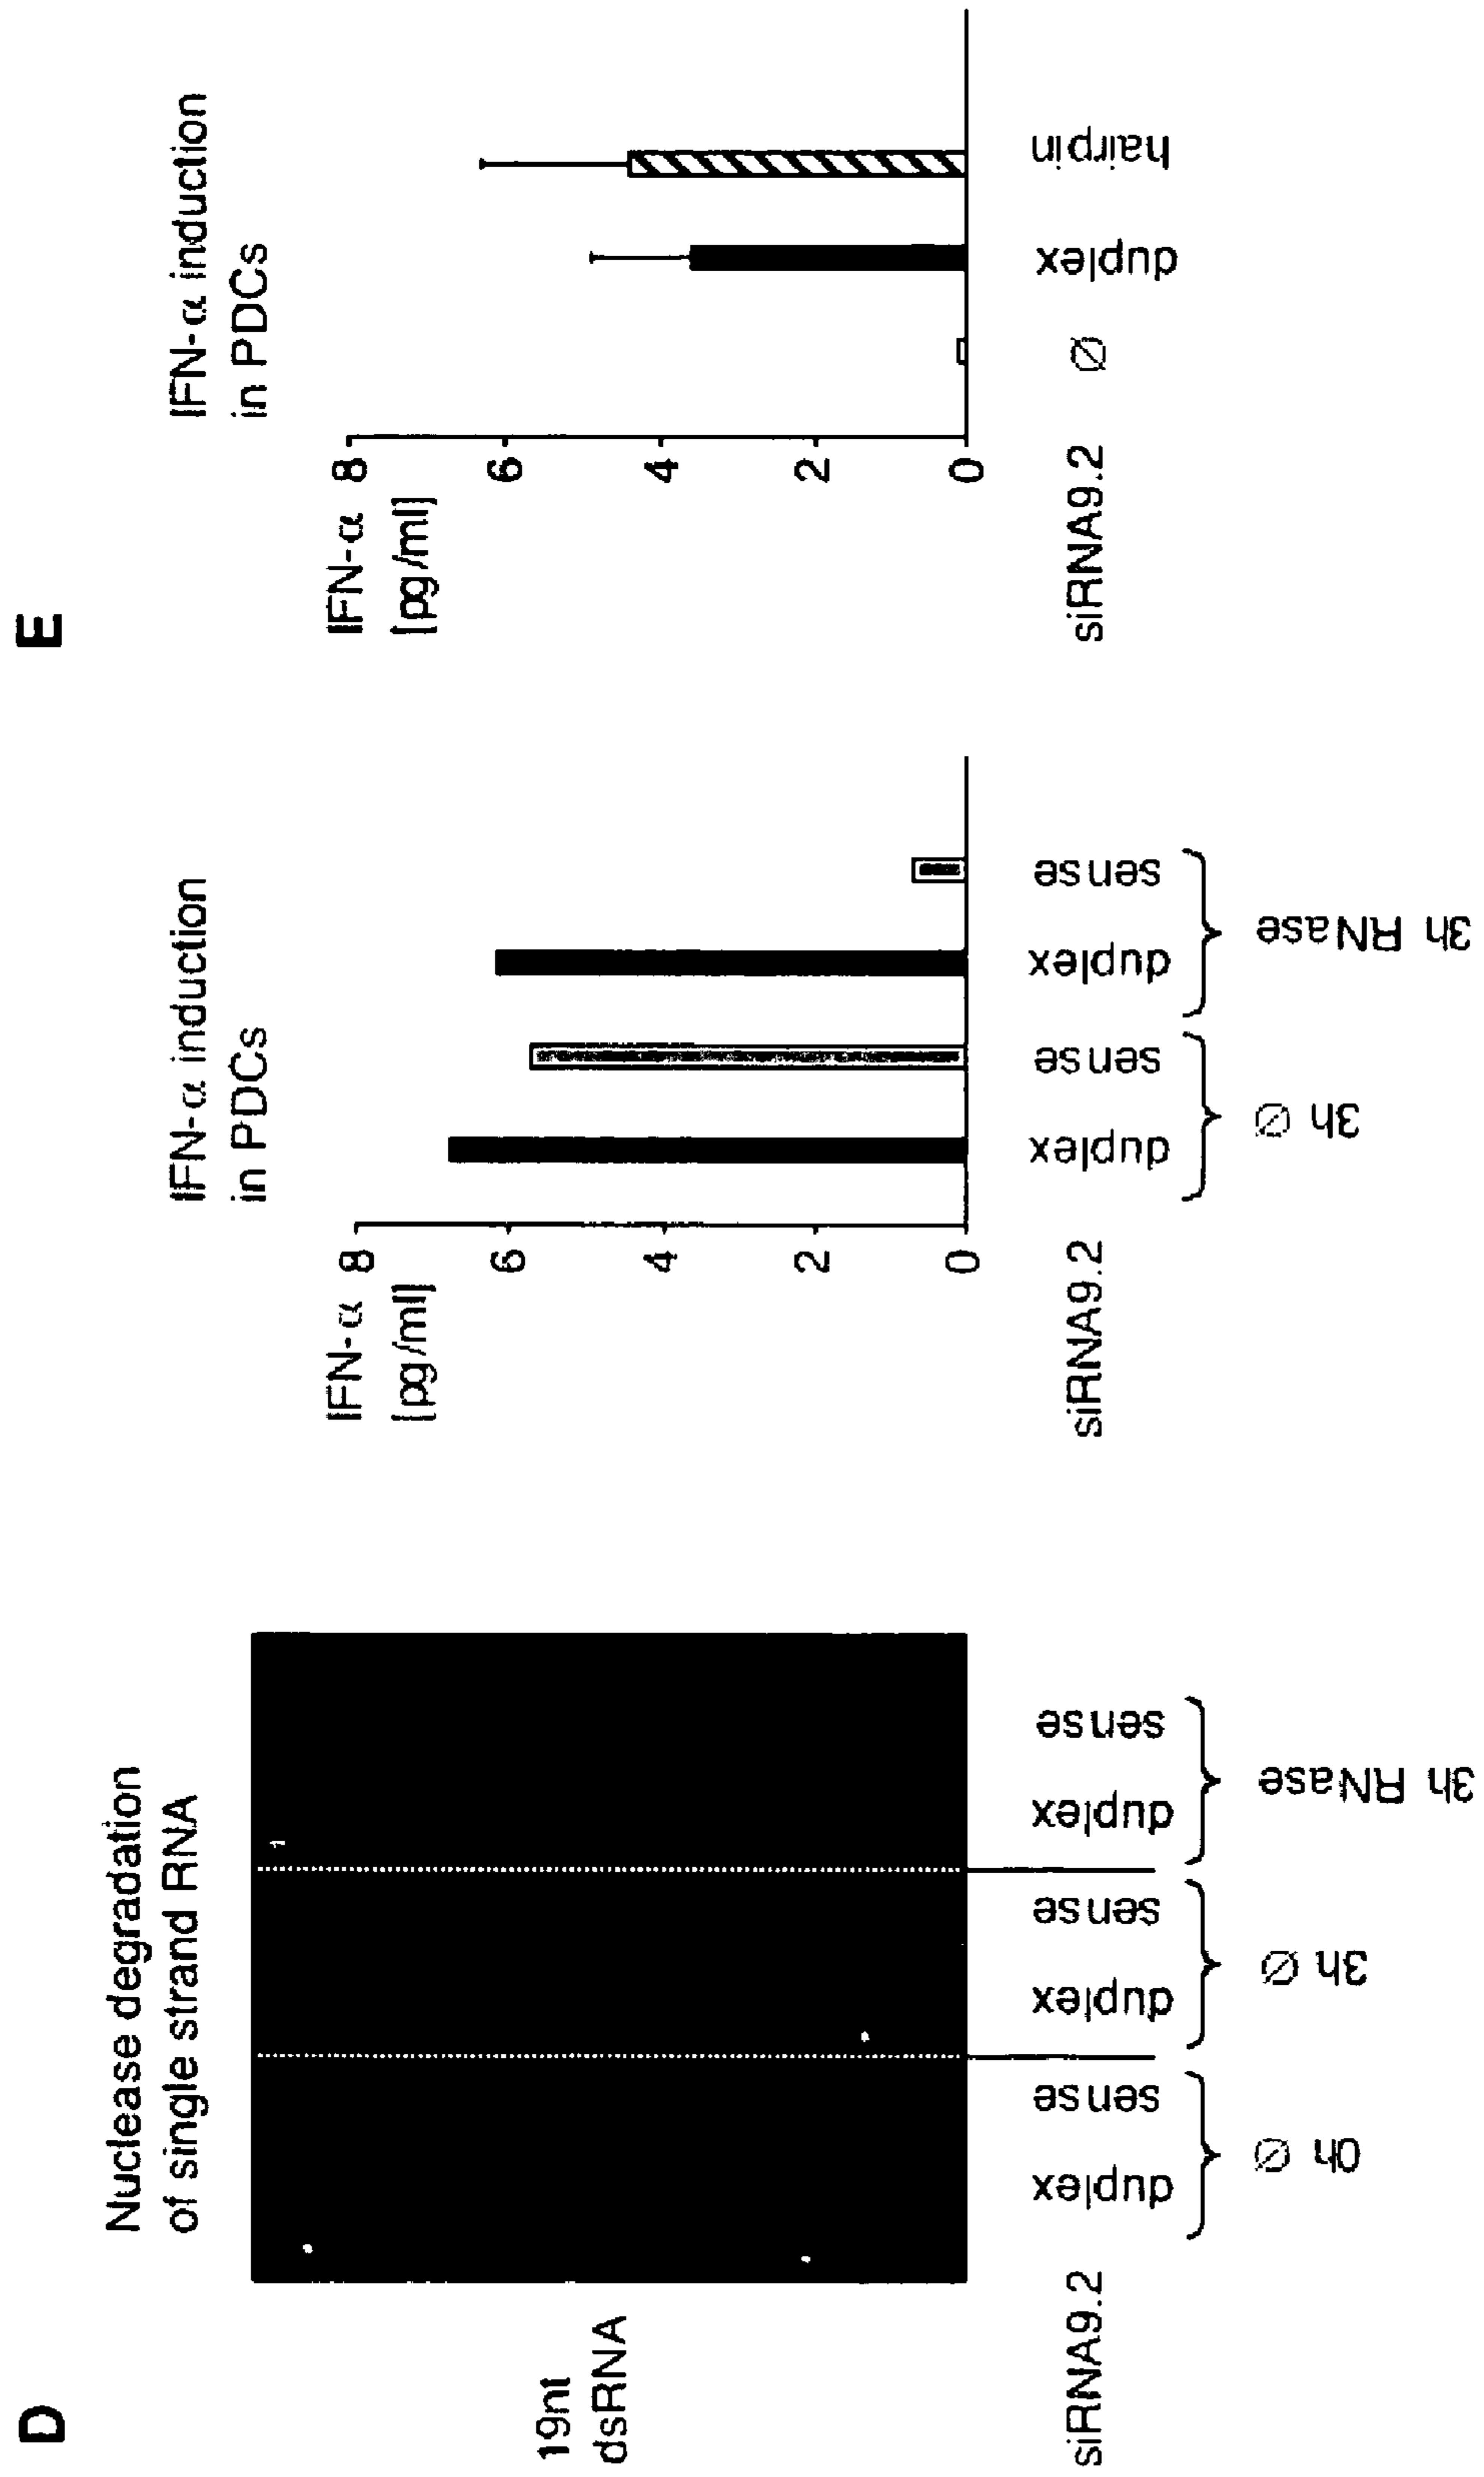 D
Nuclease degradation
of single strand RNA
19nt
dsRNA
siRNA9.2
duplex
sense
duplex
sense
duplex
sense
0h Ø
3h Ø
3h RNase
IFN-α induction
in PDCs
IFN-α
[pg/ml]
8
6
4
2
0
siRNA9.2
duplex
sense
duplex
sense
3h Ø
3h RNase
E
IFN-α induction
in PDCs
IFN-α
[pg/ml]
8
6
4
2
0
siRNA9.2
Ø
duplex
hairpin